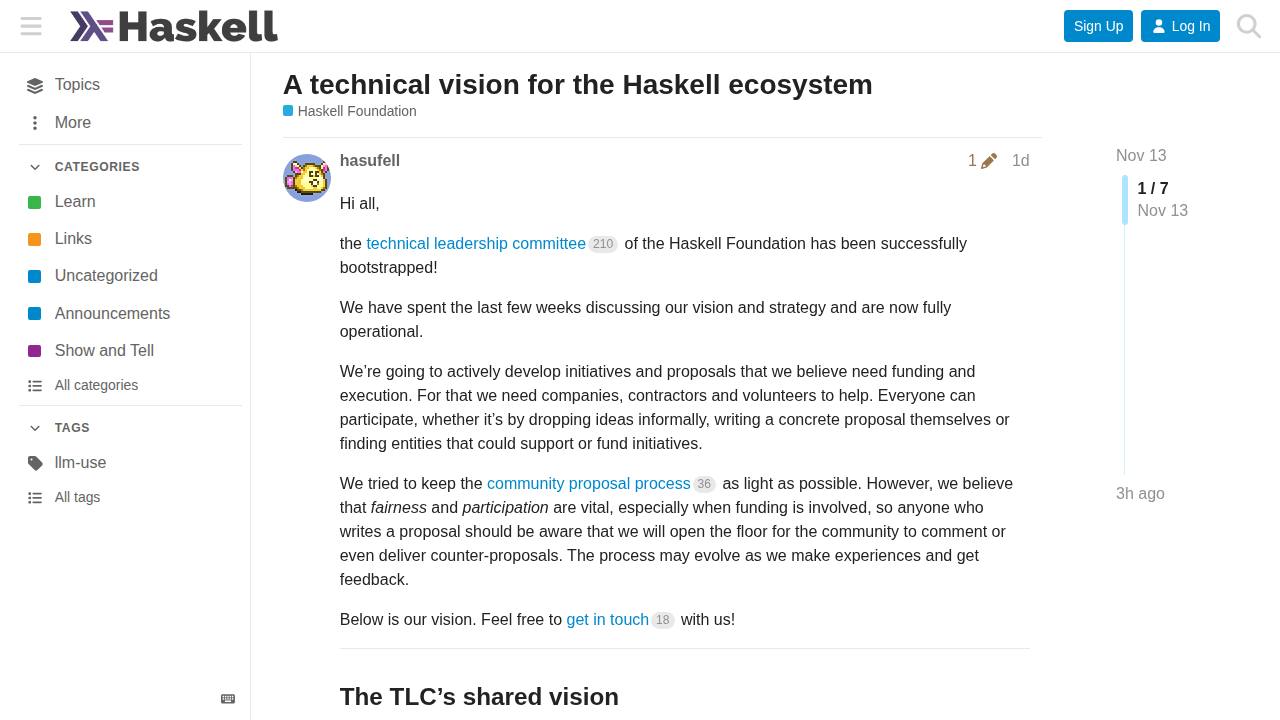 Haskell
Sign Up
Log In
Topics
More
CATEGORIES
Learn
Links
Uncategorized
Announcements
Show and Tell
All categories
TAGS
llm-use
All tags
A technical vision for the Haskell ecosystem
Haskell Foundation
hasufell
1
1d
Hi all,
the technical leadership committee 210 of the Haskell Foundation has been successfully
bootstrapped!
We have spent the last few weeks discussing our vision and strategy and are now fully
operational.
We’re going to actively develop initiatives and proposals that we believe need funding and
execution. For that we need companies, contractors and volunteers to help. Everyone can
participate, whether it’s by dropping ideas informally, writing a concrete proposal themselves or
finding entities that could support or fund initiatives.
We tried to keep the community proposal process 36 as light as possible. However, we believe
that fairness and participation are vital, especially when funding is involved, so anyone who
writes a proposal should be aware that we will open the floor for the community to comment or
even deliver counter-proposals. The process may evolve as we make experiences and get
feedback.
Below is our vision. Feel free to get in touch 18 with us!
The TLC’s shared vision
Nov 13
1 / 7
Nov 13
3h ago